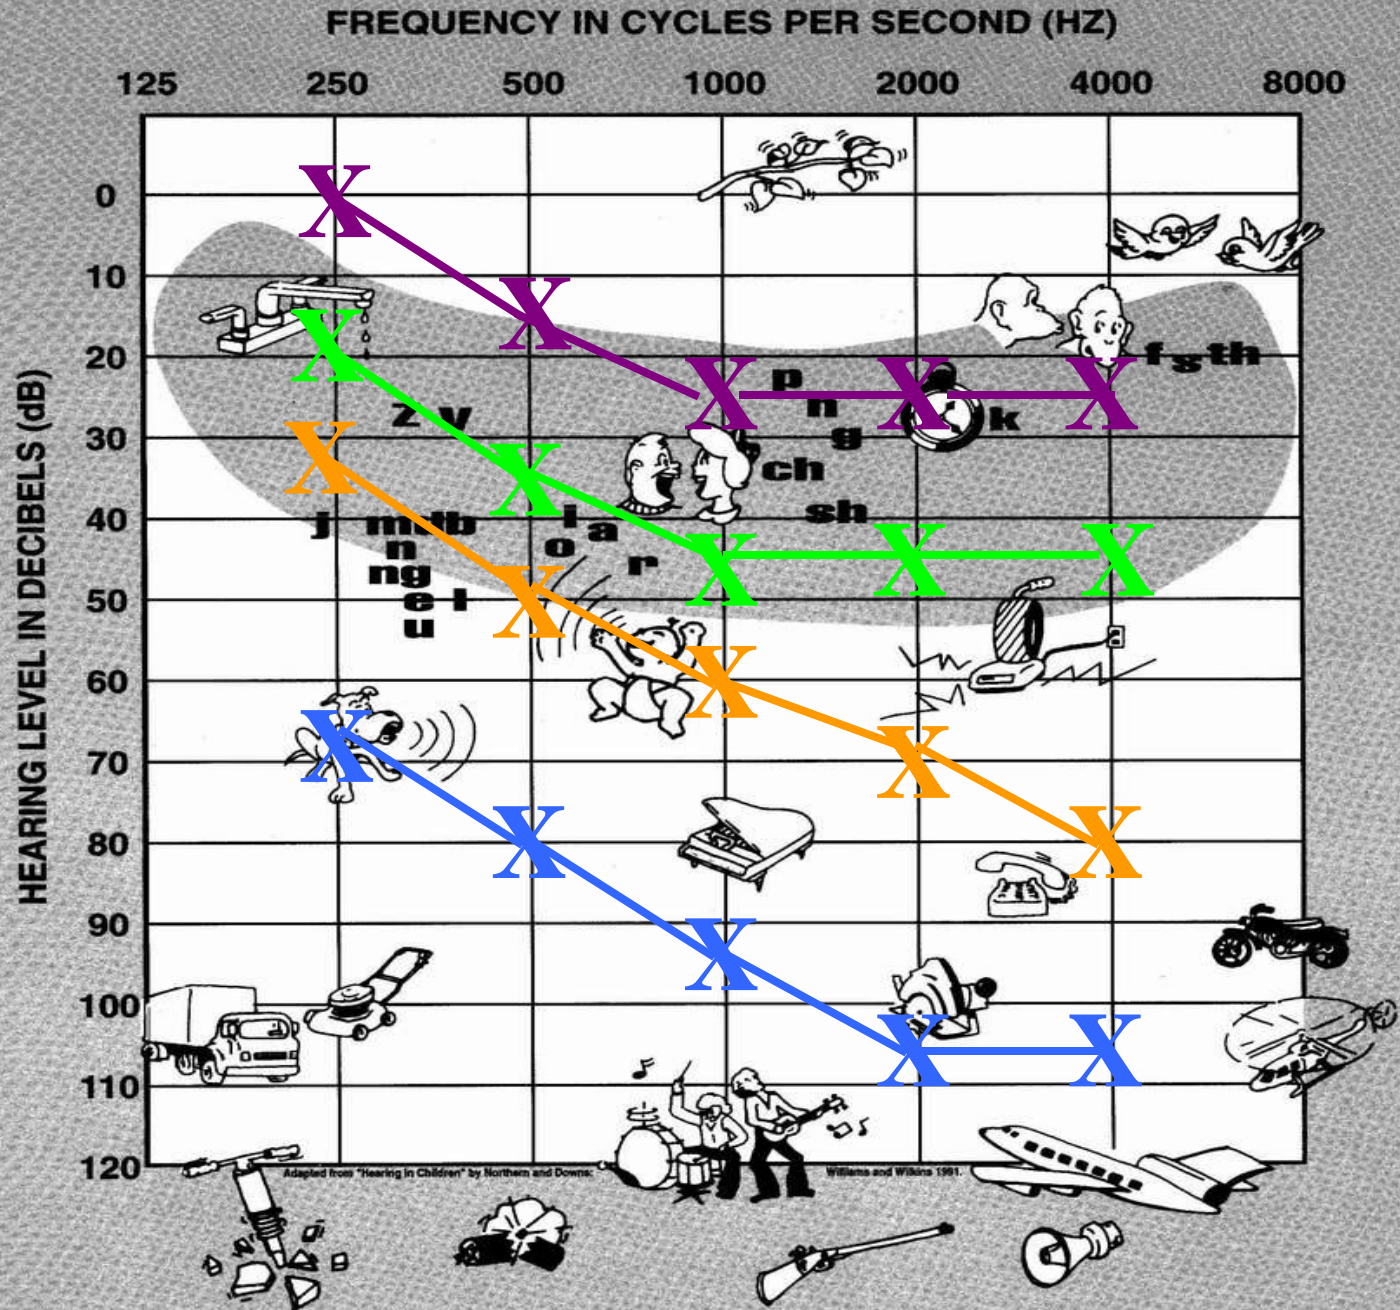 FREQUENCY IN CYCLES PER SECOND (HZ)
125 250 500 1000 2000 4000 8000
HEARING LEVEL IN DECIBELS (dB)
0
10
20
30
40
50
60
70
80
90
100
110
120
X
X
X X X
X
X
X X X
X
X
X
X
X
X
X
X
X X
f s th
p
z v
n
k
g
h
ch
sh
j mdb
i
a
n
o
r
ng
e l
u
Adapted from "Hearing in Children" by Northern and Downs: Williams and Wilkins 1991.